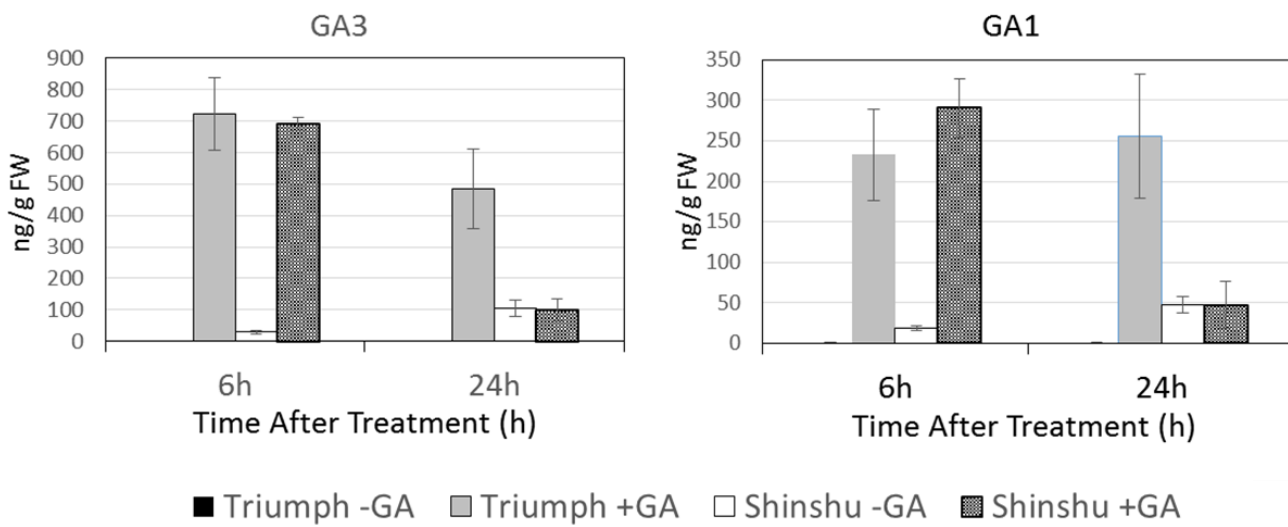 GA3
900
800
700
600
500
400
300
200
100
0
ng/g FW
6h 24h
Time After Treatment (h)
GA1
350
300
250
200
150
100
50
0
ng/g FW
6h 24h
Time After Treatment (h)
Triumph -GA Triumph +GA Shinshu -GA Shinshu +GA